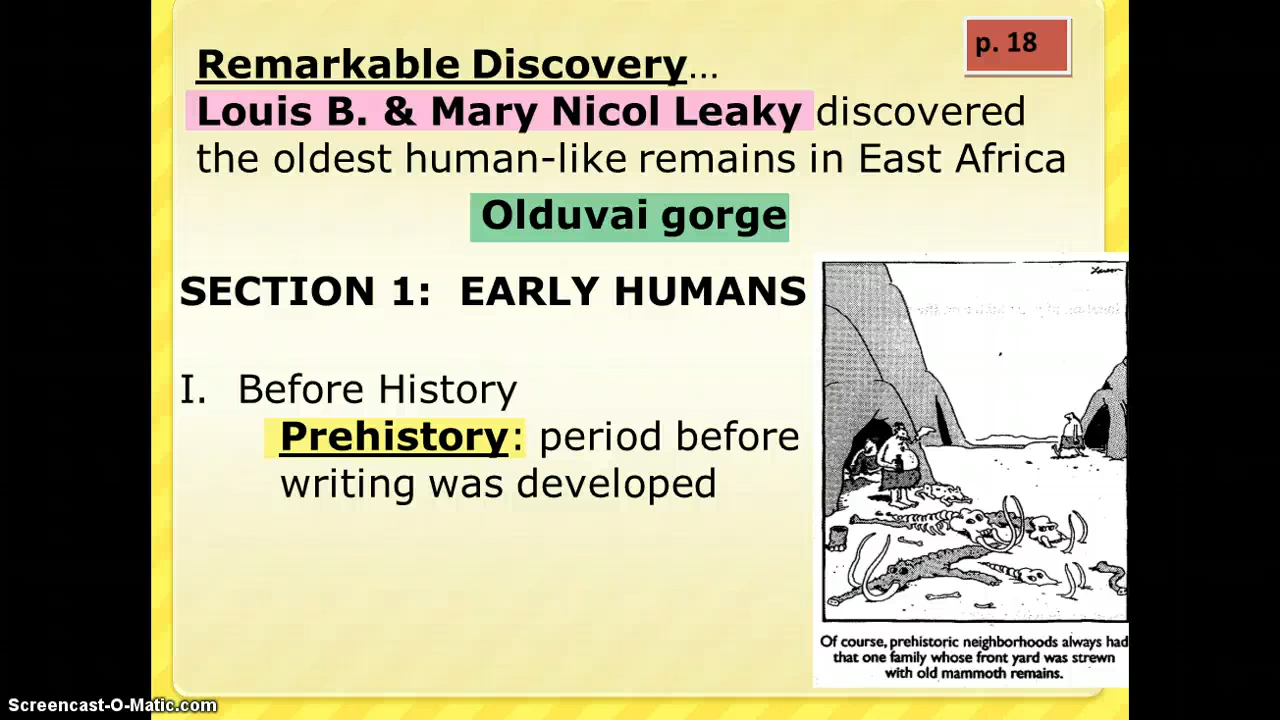 p. 18
Remarkable Discovery...
Louis B. & Mary Nicol Leaky discovered
the oldest human-like remains in East Africa
Olduvai gorge
SECTION 1: EARLY HUMANS
I. Before History
Prehistory: period before
writing was developed
Larson
Of course, prehistoric neighborhoods always had
that one family whose front yard was strewn
with old mammoth remains.
Screencast-O-Matic.com